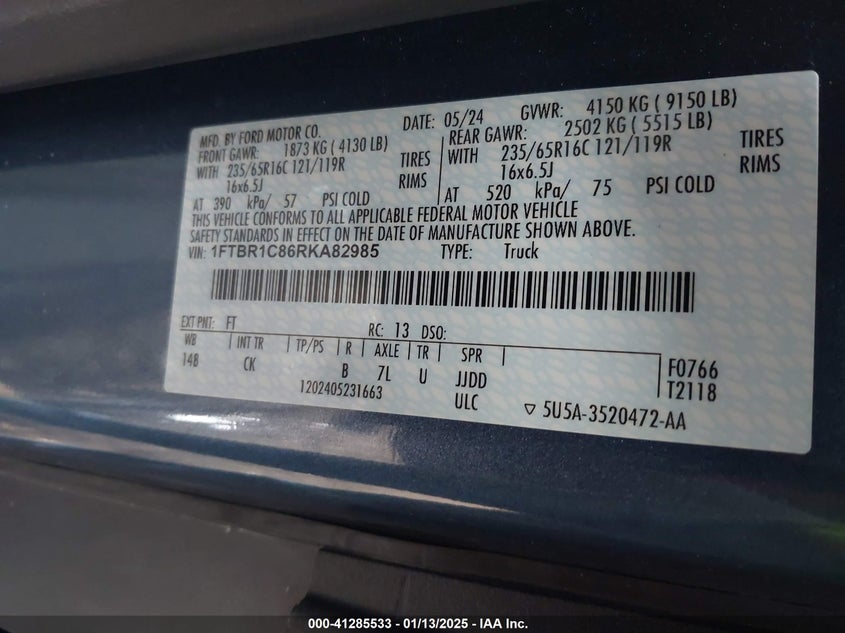 MFD. BY FORD MOTOR CO. DATE: 05/24 GVWR: 4150 KG ( 9150 LB)
FRONT GAWR: 1873 KG ( 4130 LB) REAR GAWR: 2502 KG ( 5515 LB)
WITH 235/65R16C 121/119R TIRES WITH 235/65R16C 121/119R TIRES
16x6.5J RIMS 16x6.5J RIMS
AT 390 kPa/ 57 PSI COLD AT 520 kPa/ 75 PSI COLD
THIS VEHICLE CONFORMS TO ALL APPLICABLE FEDERAL MOTOR VEHICLE
SAFETY STANDARDS IN EFFECT ON THE DATE OF MANUFACTURE SHOWN ABOVE.
VIN: 1FTBR1C86RKA82985 TYPE: Truck
EXT PNT: FT RC: 13 DSO:
WB INT TR TP/PS R AXLE TR SPR
148 CK B 7L U JJDD
F0766
T2118
1202405231663 ULC
▽ 5U5A-3520472-AA
000-41285533 - 01/13/2025 - IAA Inc.